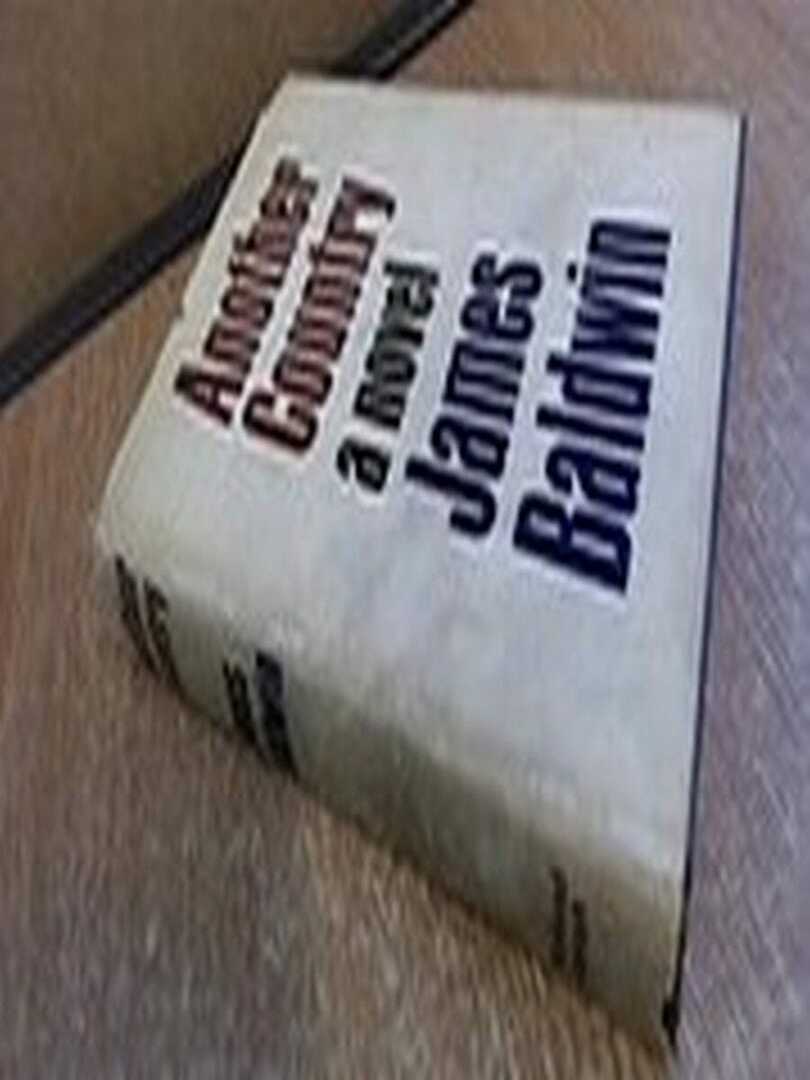 Another
Country
a novel
James
Baldwin